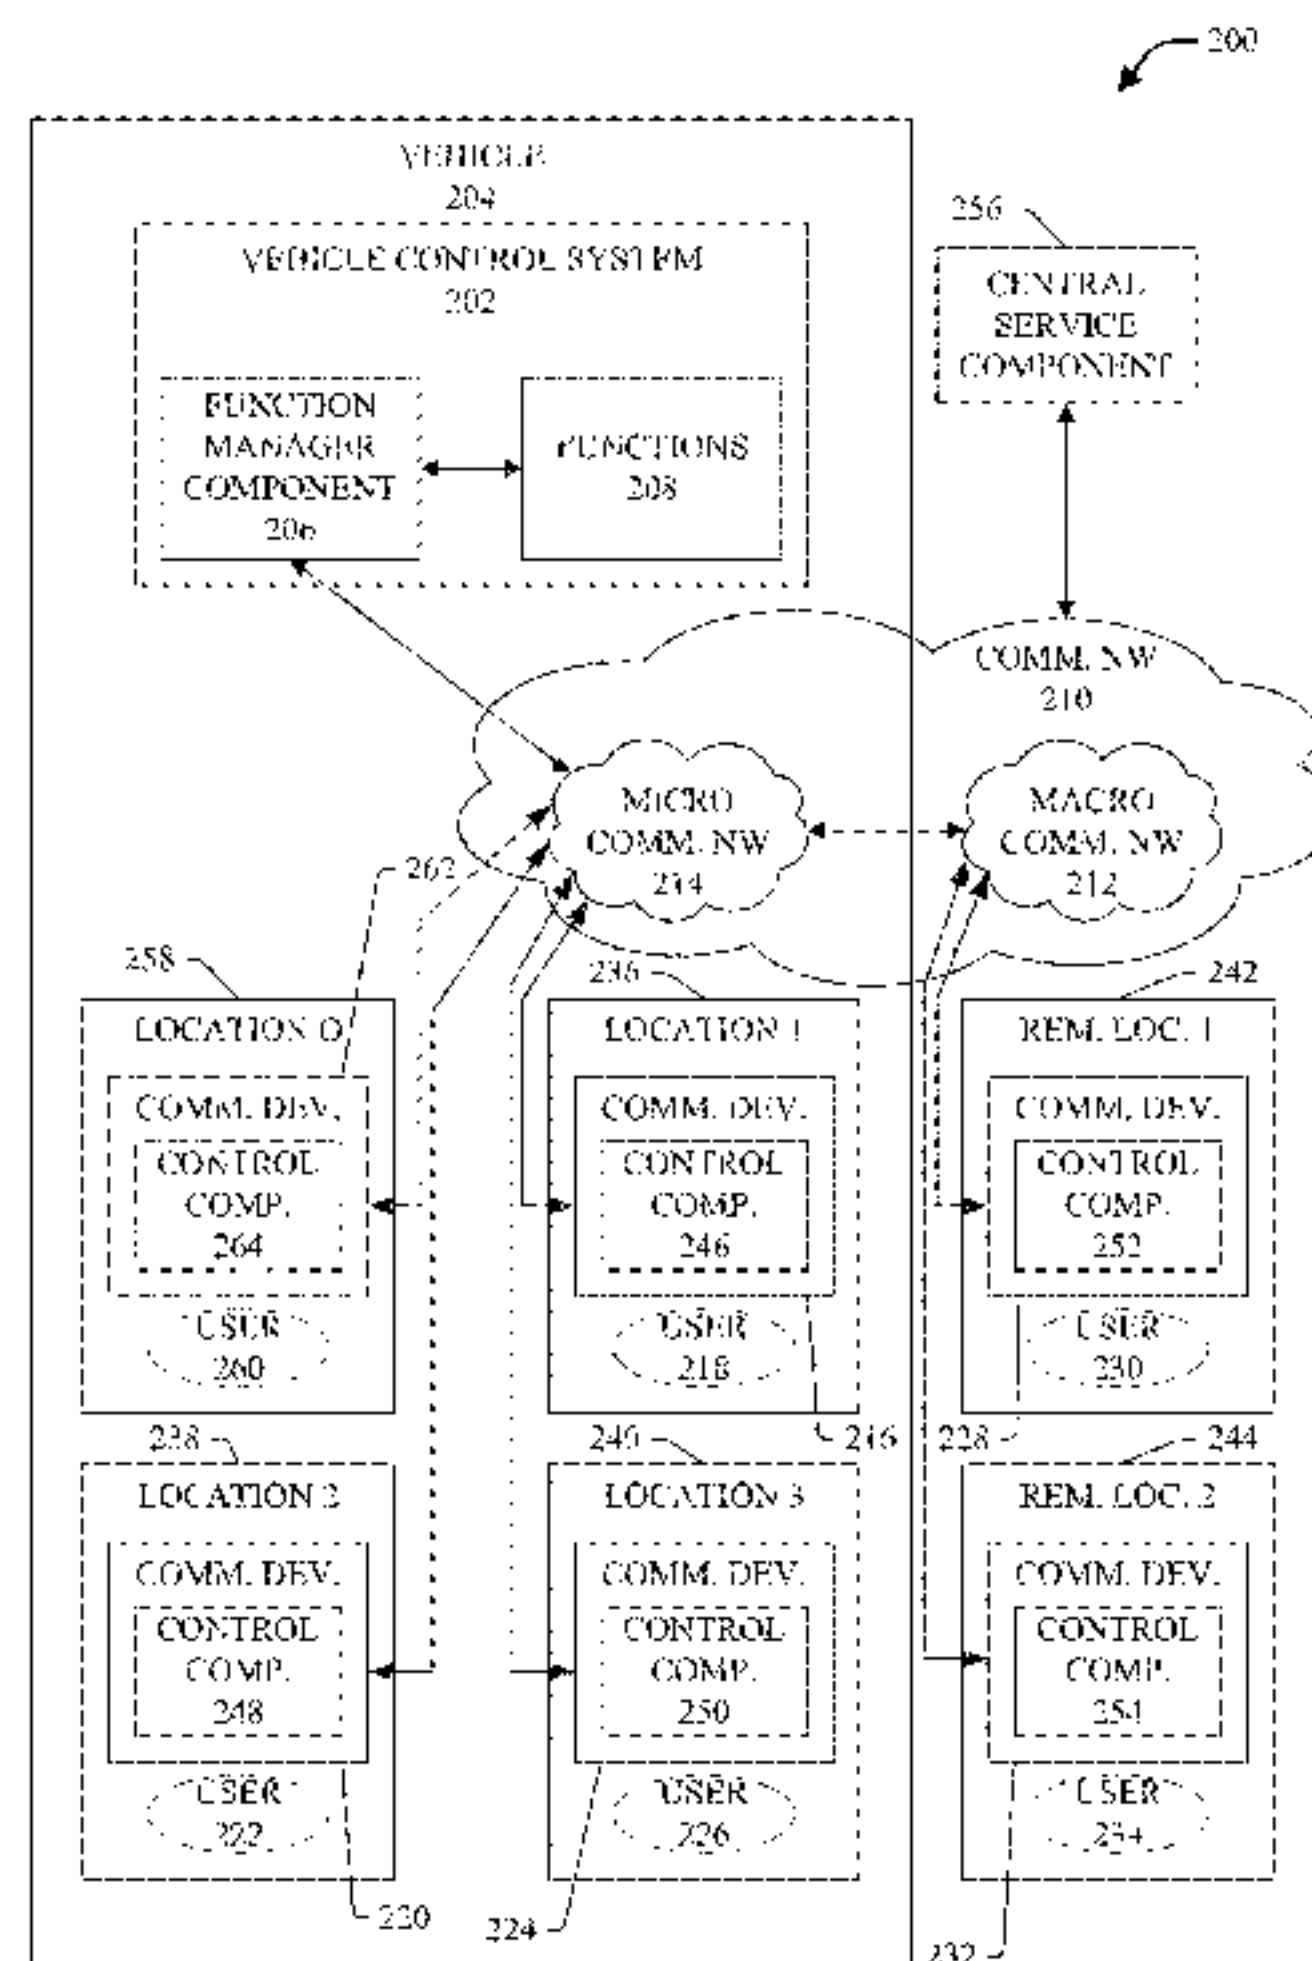 200
VEHICLE
204
256
VEHICLE CONTROL SYSTEM
202
CENTRAL
SERVICE
COMPONENT
FUNCTION
MANAGER
COMPONENT
206
FUNCTIONS
208
COMM. NW
210
MICRO
COMM. NW
214
MACRO
COMM. NW
212
262
258
236
242
LOCATION 0
COMM. DEV.
CONTROL
COMP.
264
USER
260
LOCATION 1
COMM. DEV.
CONTROL
COMP.
246
USER
218
REM. LOC. 1
COMM. DEV.
CONTROL
COMP.
252
USER
230
238
240
216
228
244
LOCATION 2
COMM. DEV.
CONTROL
COMP.
248
USER
222
LOCATION 3
COMM. DEV.
CONTROL
COMP.
250
USER
226
REM. LOC. 2
COMM. DEV.
CONTROL
COMP.
254
USER
234
220
224
232